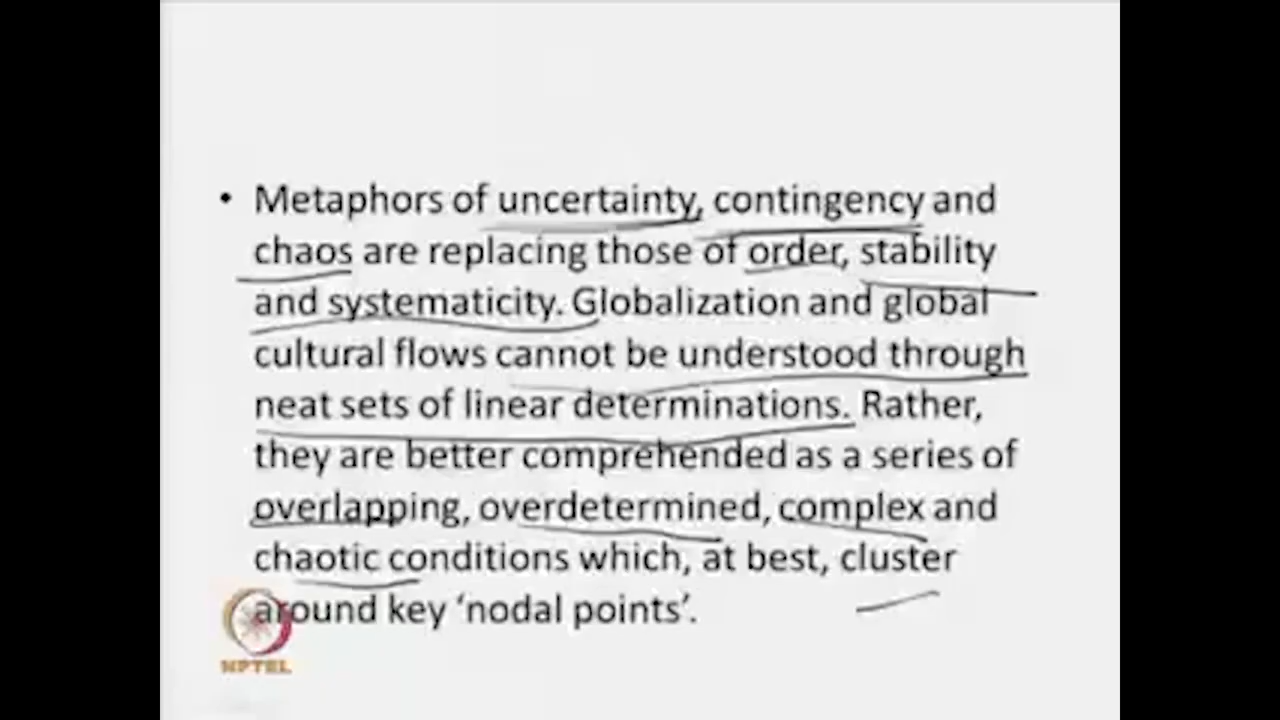 • Metaphors of uncertainty, contingency and
chaos are replacing those of order, stability
and systematicity. Globalization and global
cultural flows cannot be understood through
neat sets of linear determinations. Rather,
they are better comprehended as a series of
overlapping, overdetermined, complex and
chaotic conditions which, at best, cluster
around key ‘nodal points’.
NPTEL